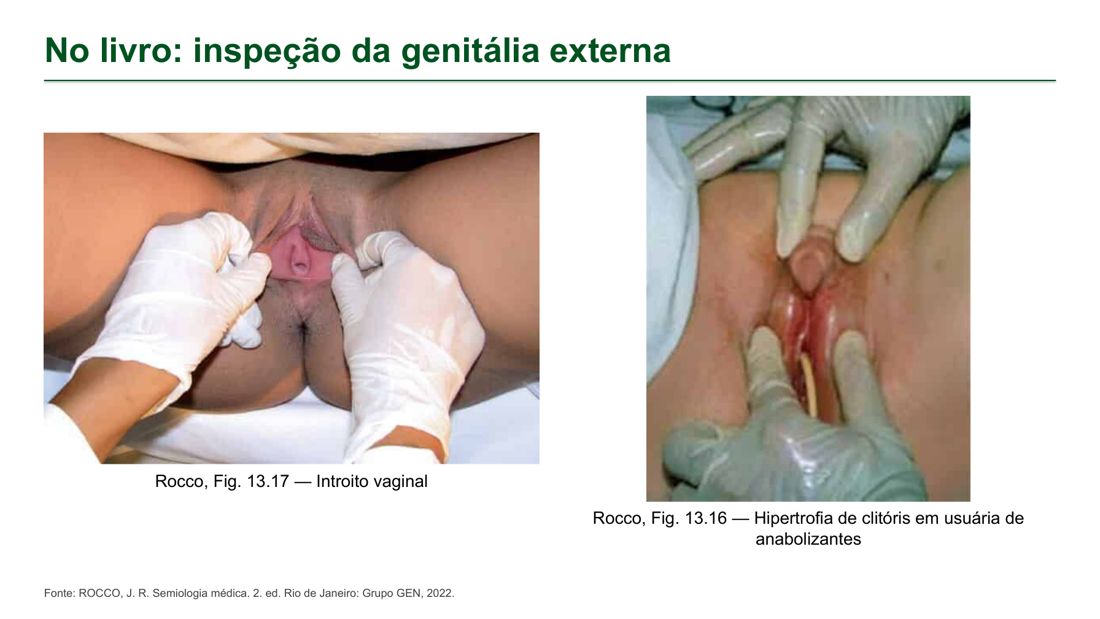 No livro: inspeção da genitália externa
Rocco, Fig. 13.17 — Introito vaginal
Rocco, Fig. 13.16 — Hipertrofia de clitóris em usuária de
anabolizantes
Fonte: ROCCO, J. R. Semiologia médica. 2. ed. Rio de Janeiro: Grupo GEN, 2022.